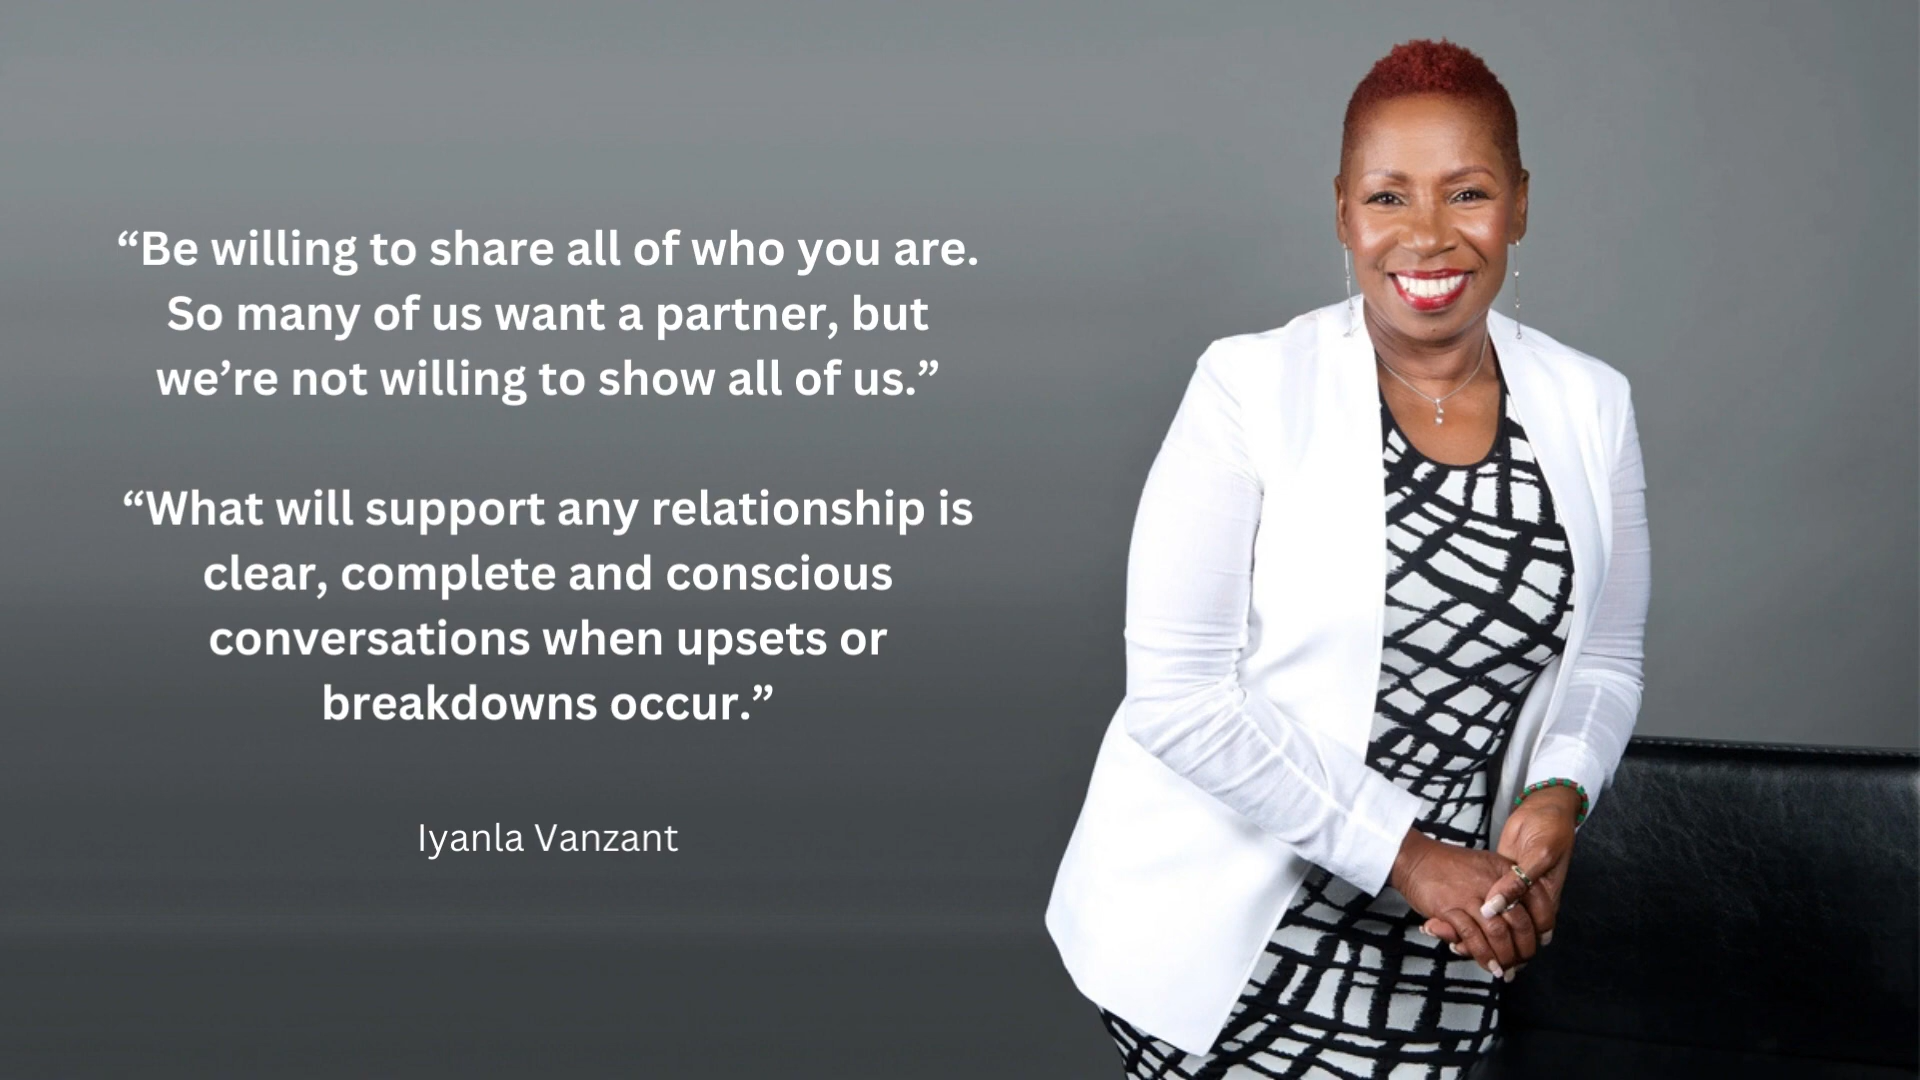 “Be willing to share all of who you are.
So many of us want a partner, but
we’re not willing to show all of us.”
“What will support any relationship is
clear, complete and conscious
conversations when upsets or
breakdowns occur.”
Iyanla Vanzant